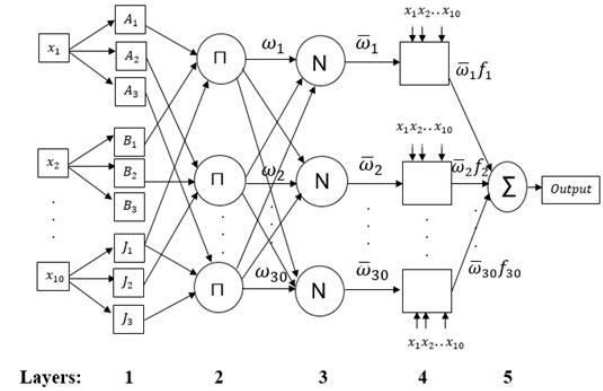 x₁x₂..x₁₀
A₁
x₁ A₂ Π ω₁ N ω̅₁ ω̅₁f₁
A₃
x₁x₂..x₁₀
B₁
x₂ B₂ Π ω₂ N ω̅₂ ω̅₂f₂ Σ Output
B₃
J₁
x₁₀ J₂ Π ω₃₀ N ω̅₃₀ ω̅₃₀f₃₀
J₃
x₁x₂..x₁₀
Layers: 1 2 3 4 5